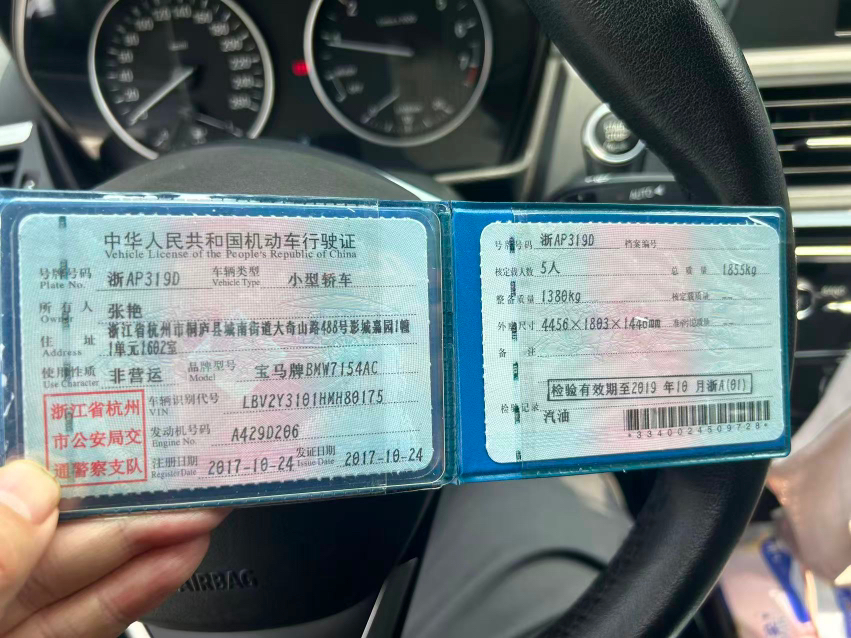 中华人民共和国机动车行驶证
Vehicle License of the People's Republic of China
号牌号码 浙AP319D 车辆类型 小型轿车
Plate No. Vehicle Type
所有人 张艳
Owner
住址 浙江省杭州市桐庐县城南街道大奇山路488号影城嘉园1幢
Address 1单元1602室
使用性质 非营运 品牌型号 宝马牌BMW7154AC
Use Character Model
浙江省杭州
市公安局交
通警察支队
车辆识别代号 LBV2Y3101HMH80175
VIN
发动机号码 A429D206
Engine No.
注册日期 2017-10-24 发证日期 2017-10-24
Register Date Issue Date
号牌号码 浙AP319D 档案编号
核定载人数 5人 总质量 1855kg
整备质量 1380kg 核定载质量 --
外廓尺寸 4456×1803×1446mm 准牵引总质量 --
备注
检验有效期至2019年10月浙A(01)
检验记录
汽油
*3340024509728*
AUTO
AIRBAG